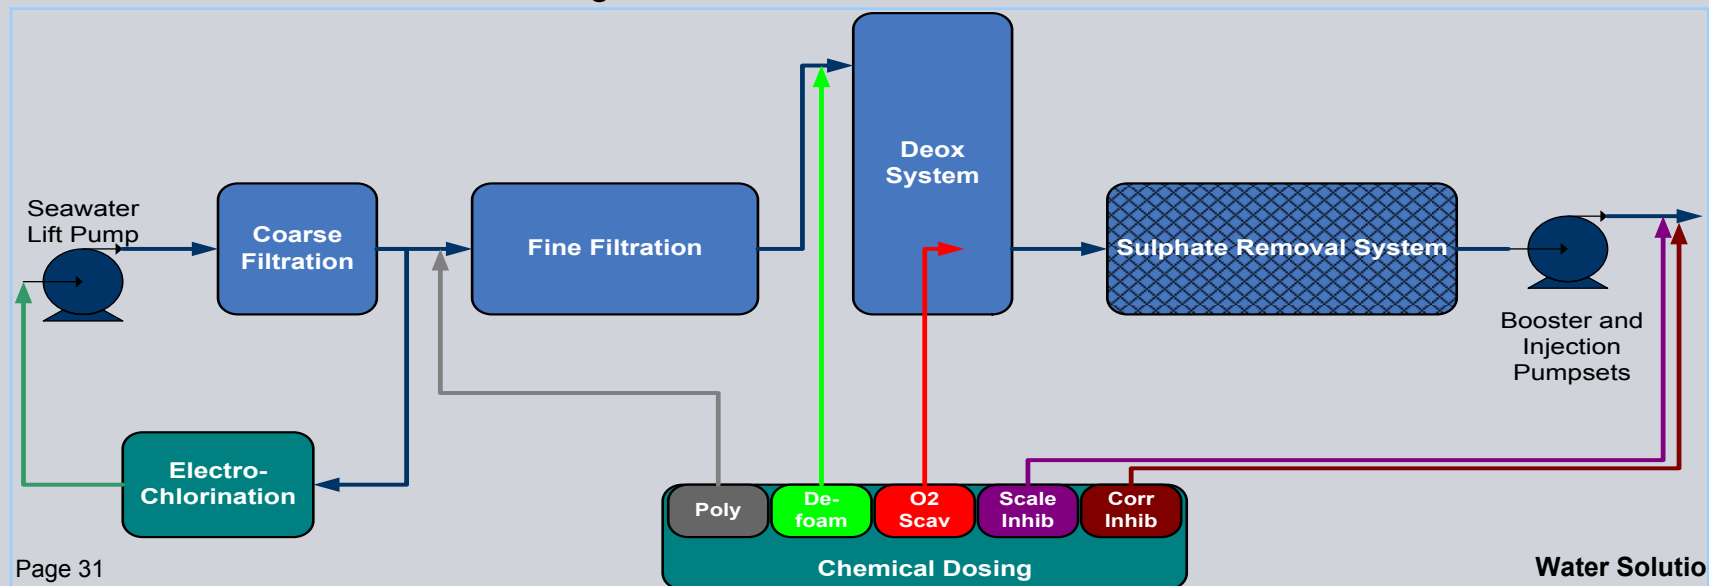 Deox
System
Seawater
Lift Pump
Coarse
Filtration
Fine Filtration
Sulphate Removal System
Booster and
Injection
Pumpsets
Electro-
Chlorination
Poly
De-
foam
O2
Scav
Scale
Inhib
Corr
Inhib
Chemical Dosing
Page 31
Water Solutio